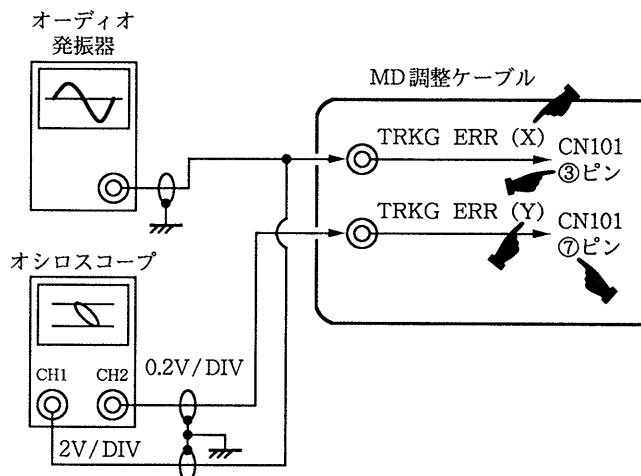 オーディオ
発振器
MD調整ケーブル
TRKG ERR (X)
CN101
③ピン
TRKG ERR (Y)
CN101
⑦ピン
オシロスコープ
CH1
CH2
0.2V/DIV
2V/DIV